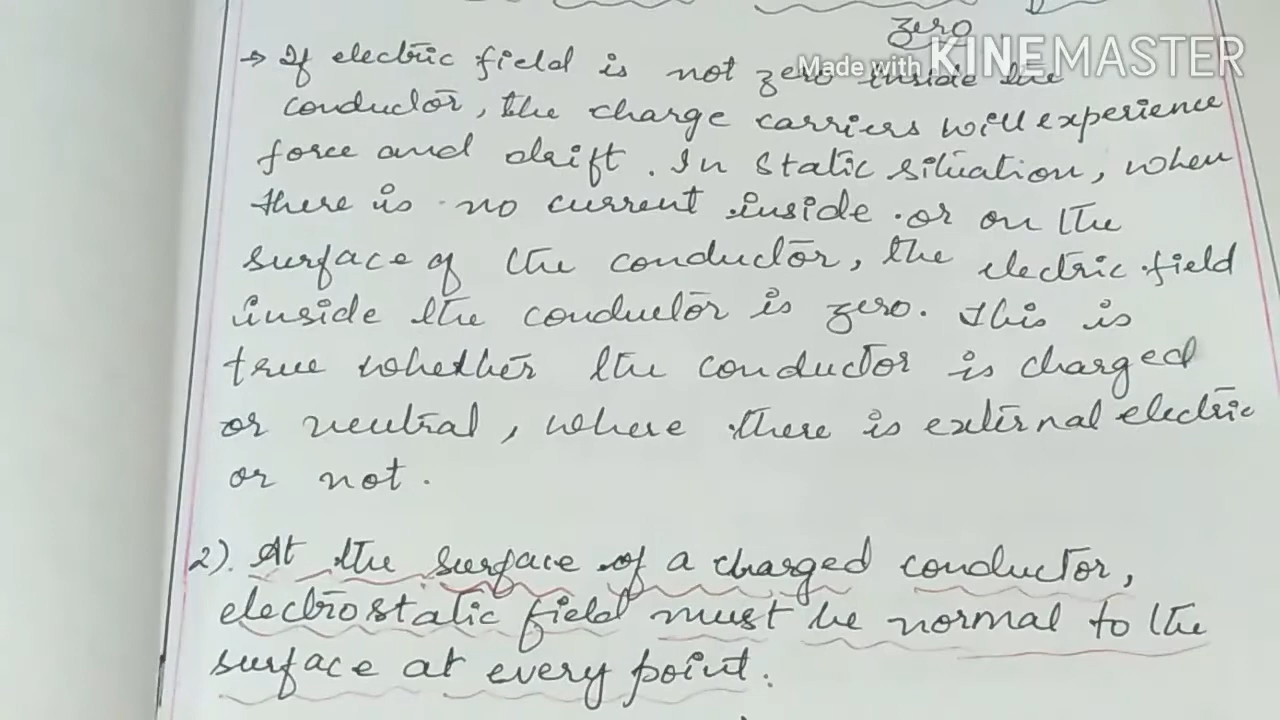 zero
Made with KINEMASTER
→ If electric field is not zero inside the
conductor, the charge carriers will experience
force and drift. In static situation, when
there is no current inside or on the
surface of the conductor, the electric field
inside the conductor is zero. This is
true whether the conductor is charged
or neutral, where there is external electric
or not.
2). At the surface of a charged conductor,
electrostatic field must be normal to the
surface at every point.